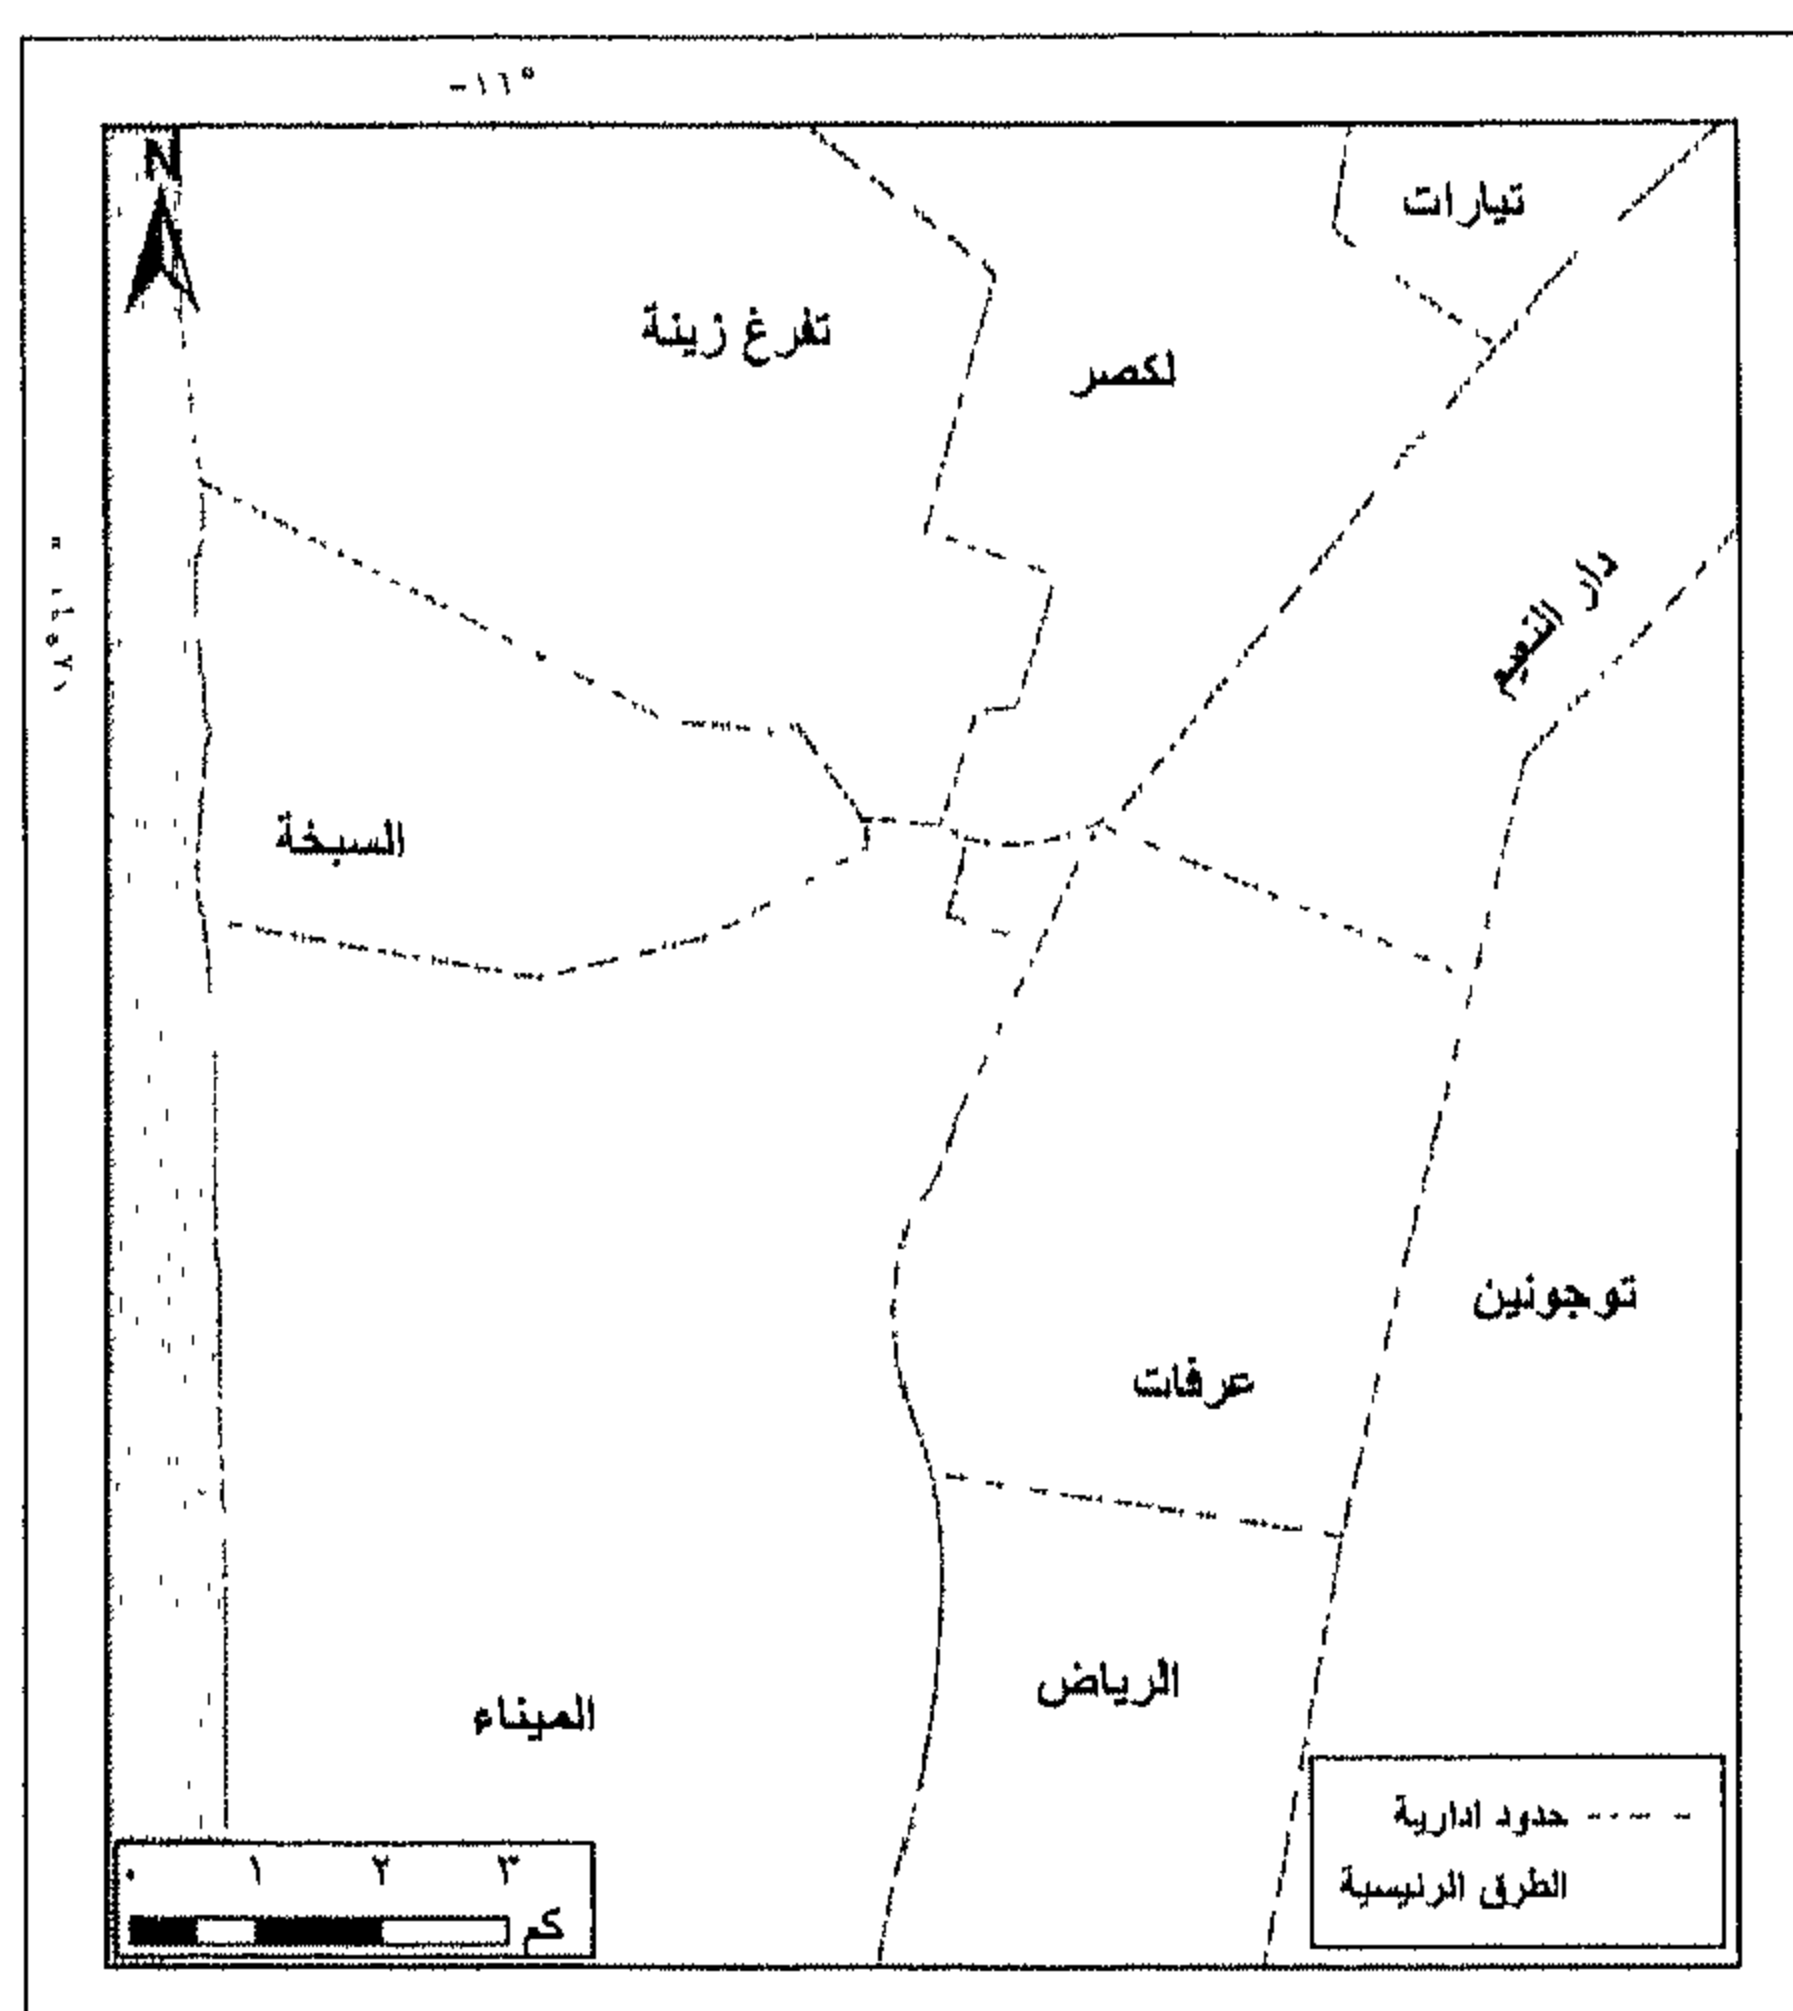 -١٦°
N
تيارات
تفرغ زينة
لكصر
دار النعيم
السبخة
توجونين
عرفات
الرياض
الميناء
حدود ادارية
الطرق الرئيسية
٠ ١ ٢ ٣
كم